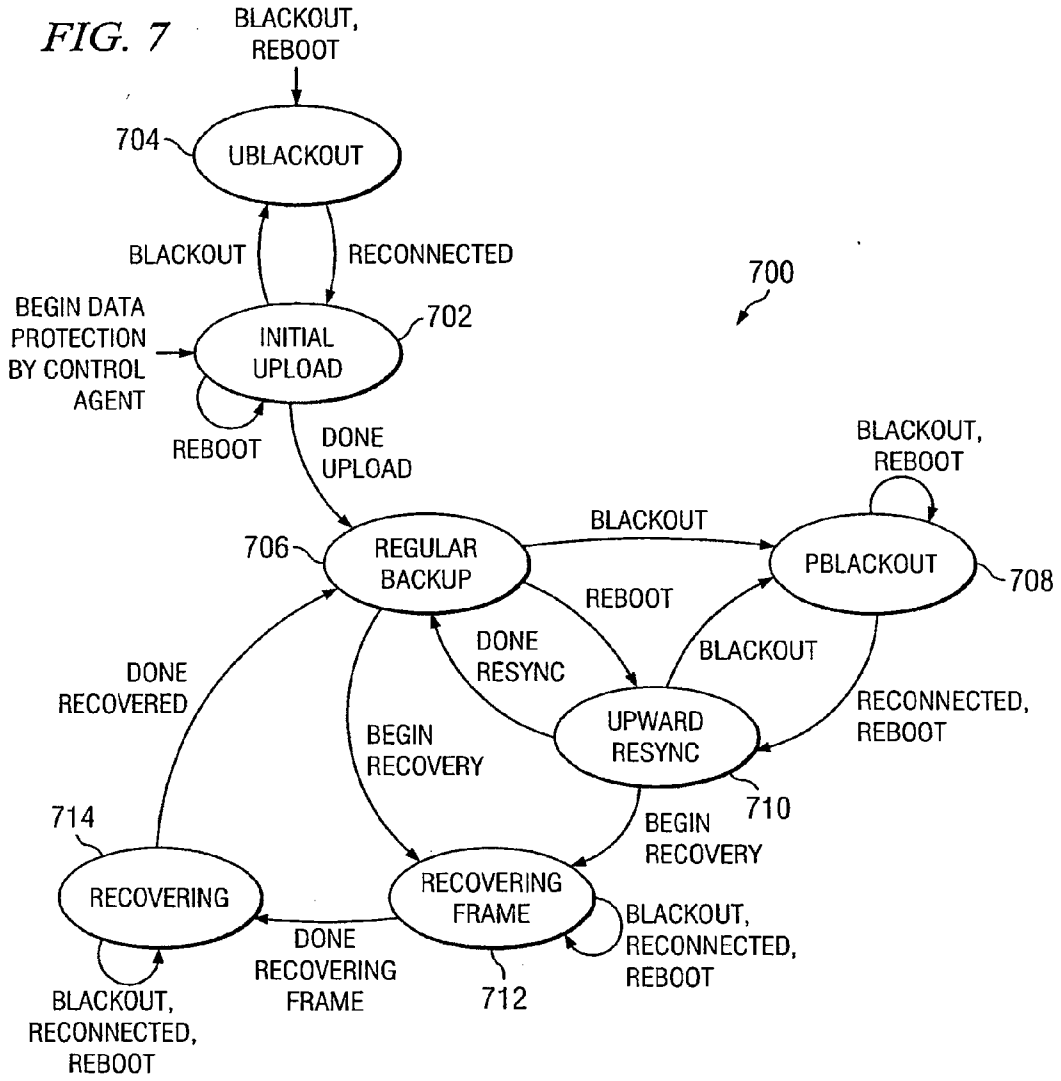 FIG. 7
BLACKOUT,
REBOOT
704
UBLACKOUT
BLACKOUT
RECONNECTED
700
BEGIN DATA
PROTECTION
BY CONTROL
AGENT
INITIAL
UPLOAD
702
REBOOT
DONE
UPLOAD
BLACKOUT,
REBOOT
706
REGULAR
BACKUP
BLACKOUT
PBLACKOUT
708
REBOOT
DONE
RESYNC
BLACKOUT
DONE
RECOVERED
RECONNECTED,
REBOOT
UPWARD
RESYNC
710
BEGIN
RECOVERY
BEGIN
RECOVERY
714
RECOVERING
RECOVERING
FRAME
712
BLACKOUT,
RECONNECTED,
REBOOT
DONE
RECOVERING
FRAME
BLACKOUT,
RECONNECTED,
REBOOT